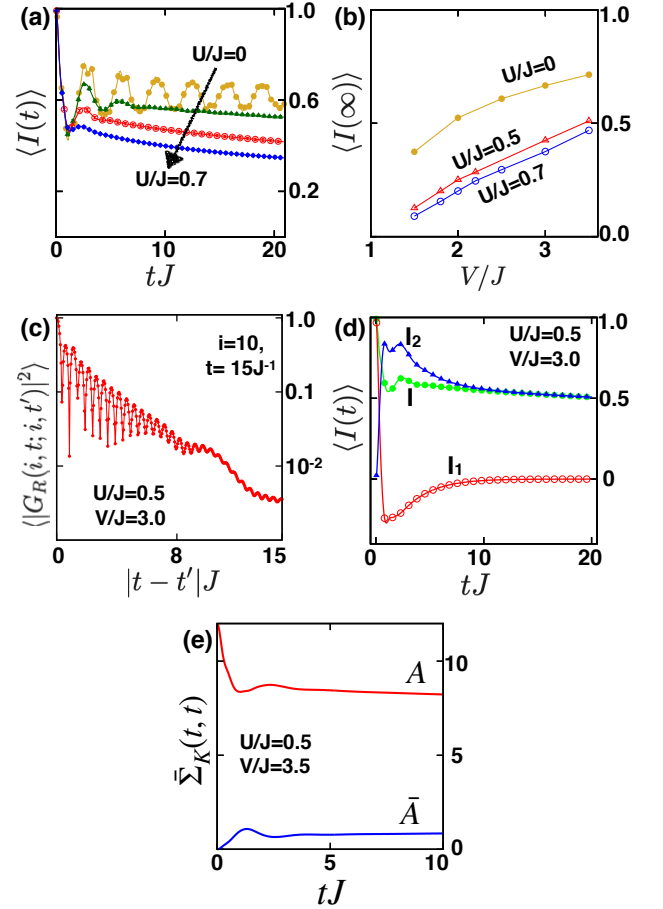 (a)
U/J=0
U/J=0.7
⟨I(t)⟩
1.0
0.6
0.2
0 10 20
tJ
(b)
U/J=0
U/J=0.5
U/J=0.7
⟨I(∞)⟩
1.0
0.5
0.0
1 2 3
V/J
(c)
i=10,
t= 15J⁻¹
U/J=0.5
V/J=3.0
⟨|G_R(i,t;i,t′)|²⟩
1.0
0.1
10⁻²
0 8 15
|t − t′|J
(d)
U/J=0.5
V/J=3.0
I₂
I
I₁
⟨I(t)⟩
1.0
0.5
0
0 10 20
tJ
(e)
A
U/J=0.5
V/J=3.5
Ā
Σ̄_K(t, t)
10
5
0
0 5 10
tJ